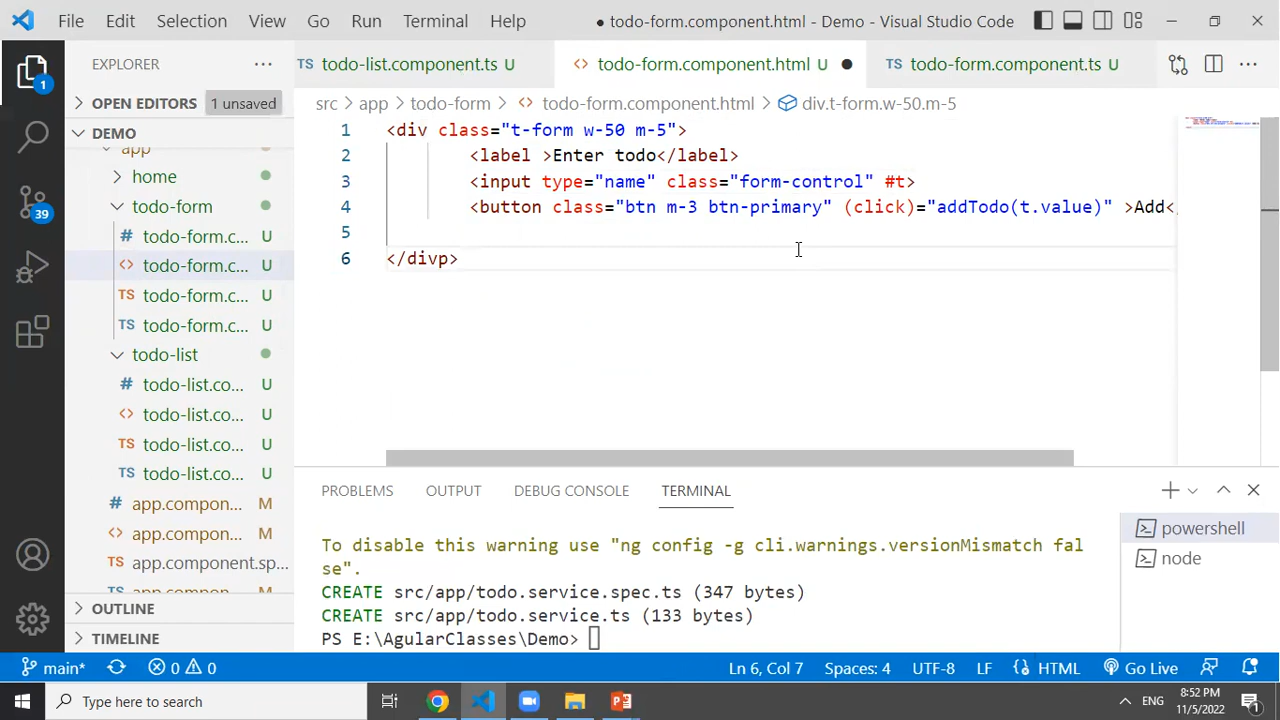 File Edit Selection View Go Run Terminal Help ● todo-form.component.html - Demo - Visual Studio Code
EXPLORER
TS todo-list.component.ts U
<> todo-form.component.html U
TS todo-form.component.ts U
OPEN EDITORS 1 unsaved
src > app > todo-form > <> todo-form.component.html > div.t-form.w-50.m-5
DEMO
app
home
todo-form
# todo-form.c... U
<> todo-form.c... U
TS todo-form.c... U
TS todo-form.c... U
todo-list
# todo-list.co... U
<> todo-list.co... U
TS todo-list.co... U
TS todo-list.co... U
# app.compon... M
<> app.compon... M
app.component.sp...
OUTLINE
TIMELINE
1
39
1 <div class="t-form w-50 m-5">
2 <label >Enter todo</label>
3 <input type="name" class="form-control" #t>
4 <button class="btn m-3 btn-primary" (click)="addTodo(t.value)" >Add<
5
6 </divp>
PROBLEMS OUTPUT DEBUG CONSOLE TERMINAL
powershell
node
To disable this warning use "ng config -g cli.warnings.versionMismatch fal
se".
CREATE src/app/todo.service.spec.ts (347 bytes)
CREATE src/app/todo.service.ts (133 bytes)
PS E:\AgularClasses\Demo>
main* 0 0 Ln 6, Col 7 Spaces: 4 UTF-8 LF HTML Go Live
Type here to search
ENG
8:52 PM
11/5/2022
1